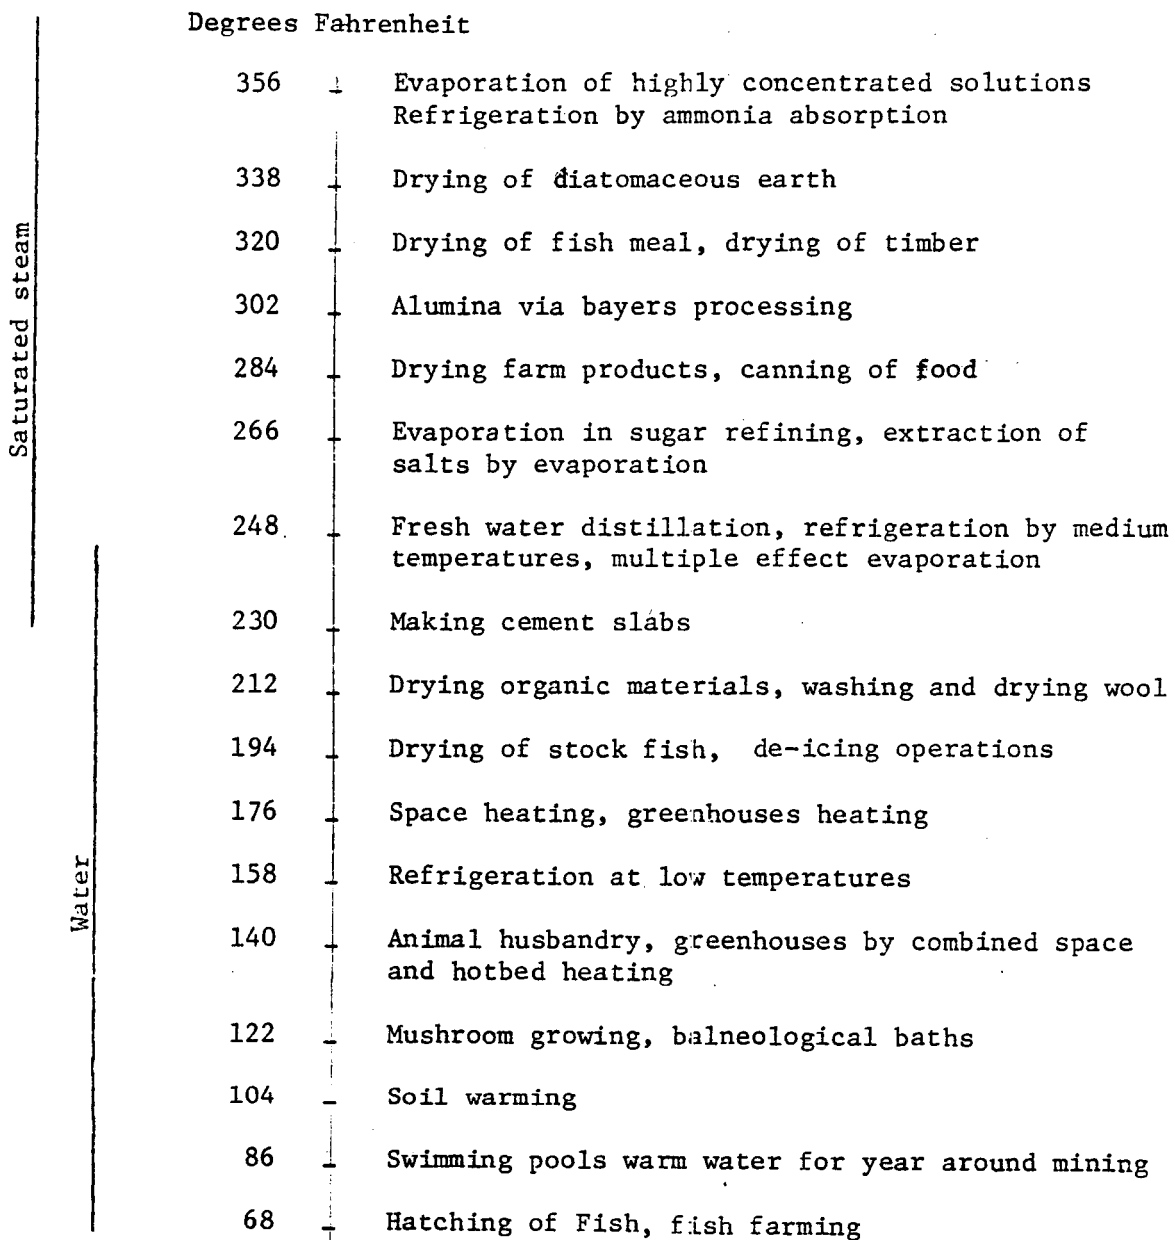 Degrees Fahrenheit
356 Evaporation of highly concentrated solutions
Refrigeration by ammonia absorption
338 Drying of diatomaceous earth
320 Drying of fish meal, drying of timber
302 Alumina via bayers processing
284 Drying farm products, canning of food
266 Evaporation in sugar refining, extraction of
salts by evaporation
248 Fresh water distillation, refrigeration by medium
temperatures, multiple effect evaporation
230 Making cement slabs
212 Drying organic materials, washing and drying wool
194 Drying of stock fish, de-icing operations
176 Space heating, greenhouses heating
158 Refrigeration at low temperatures
140 Animal husbandry, greenhouses by combined space
and hotbed heating
122 Mushroom growing, balneological baths
104 Soil warming
86 Swimming pools warm water for year around mining
68 Hatching of Fish, fish farming
Saturated steam
Water